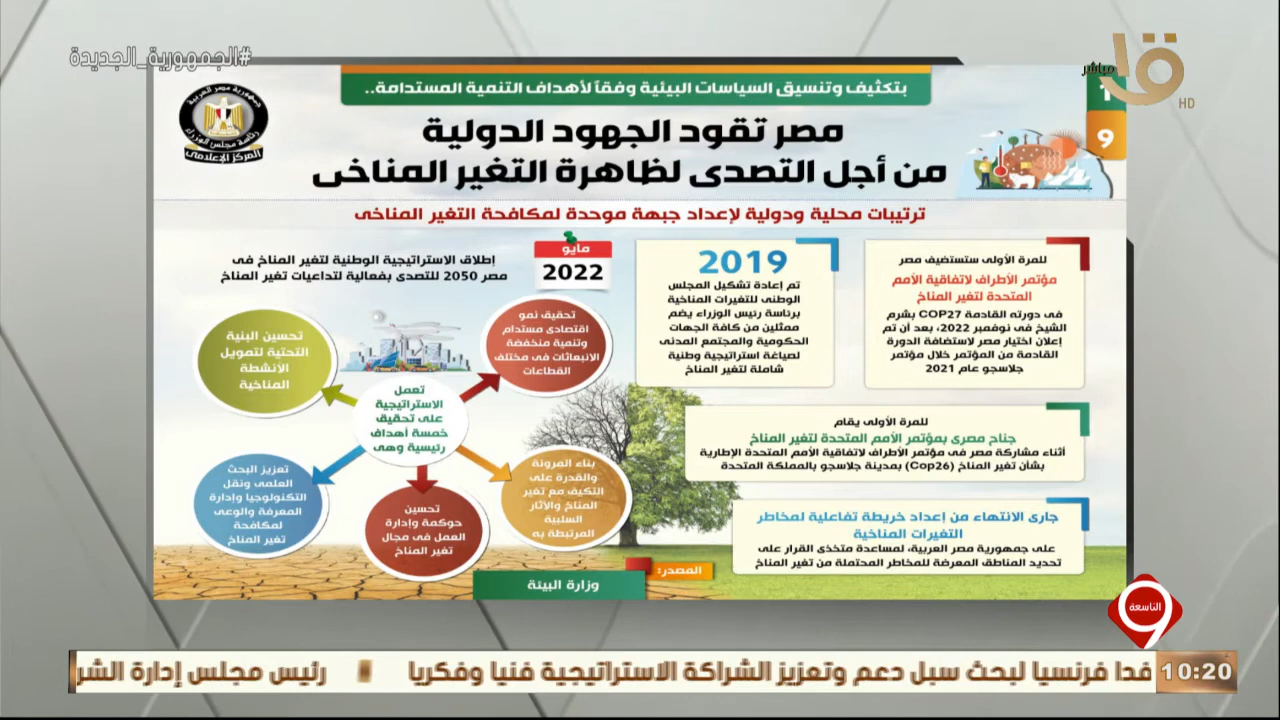 #الجمهورية_الجديدة
مباشر
HD
1
9
جمهورية مصر العربية
رئاسة مجلس الوزراء
المركز الإعلامى
بتكثيف وتنسيق السياسات البيئية وفقاً لأهداف التنمية المستدامة..
مصر تقود الجهود الدولية
من أجل التصدى لظاهرة التغير المناخى
ترتيبات محلية ودولية لإعداد جبهة موحدة لمكافحة التغير المناخى
للمرة الأولى ستستضيف مصر
مؤتمر الأطراف لاتفاقية الأمم
المتحدة لتغير المناخ
فى دورته القادمة COP27 بشرم
الشيخ فى نوفمبر 2022، بعد أن تم
إعلان اختيار مصر لاستضافة الدورة
القادمة من المؤتمر خلال مؤتمر
جلاسجو عام 2021
2019
تم إعادة تشكيل المجلس
الوطنى للتغيرات المناخية
برئاسة رئيس الوزراء يضم
ممثلين من كافة الجهات
الحكومية والمجتمع المدنى
لصياغة استراتيجية وطنية
شاملة لتغير المناخ
مايو
2022
إطلاق الاستراتيجية الوطنية لتغير المناخ فى
مصر 2050 للتصدى بفعالية لتداعيات تغير المناخ
تعمل
الاستراتيجية
على تحقيق
خمسة أهداف
رئيسية وهى
تحقيق نمو
اقتصادى مستدام
وتنمية منخفضة
الانبعاثات فى مختلف
القطاعات
بناء المرونة
والقدرة على
التكيف مع تغير
المناخ والآثار
السلبية
المرتبطة به
تحسين
حوكمة وإدارة
العمل فى مجال
تغير المناخ
تعزيز البحث
العلمى ونقل
التكنولوجيا وإدارة
المعرفة والوعى
لمكافحة
تغير المناخ
تحسين البنية
التحتية لتمويل
الأنشطة
المناخية
للمرة الأولى يقام
جناح مصرى بمؤتمر الأمم المتحدة لتغير المناخ
أثناء مشاركة مصر فى مؤتمر الأطراف لاتفاقية الأمم المتحدة الإطارية
بشأن تغير المناخ (Cop26) بمدينة جلاسجو بالمملكة المتحدة
جارى الانتهاء من إعداد خريطة تفاعلية لمخاطر
التغيرات المناخية
على جمهورية مصر العربية، لمساعدة متخذى القرار على
تحديد المناطق المعرضة للمخاطر المحتملة من تغير المناخ
المصدر:
وزارة البيئة
التاسعة
9
10:20
فدا فرنسيا لبحث سبل دعم وتعزيز الشراكة الاستراتيجية فنيا وفكريا
رئيس مجلس إدارة الشر